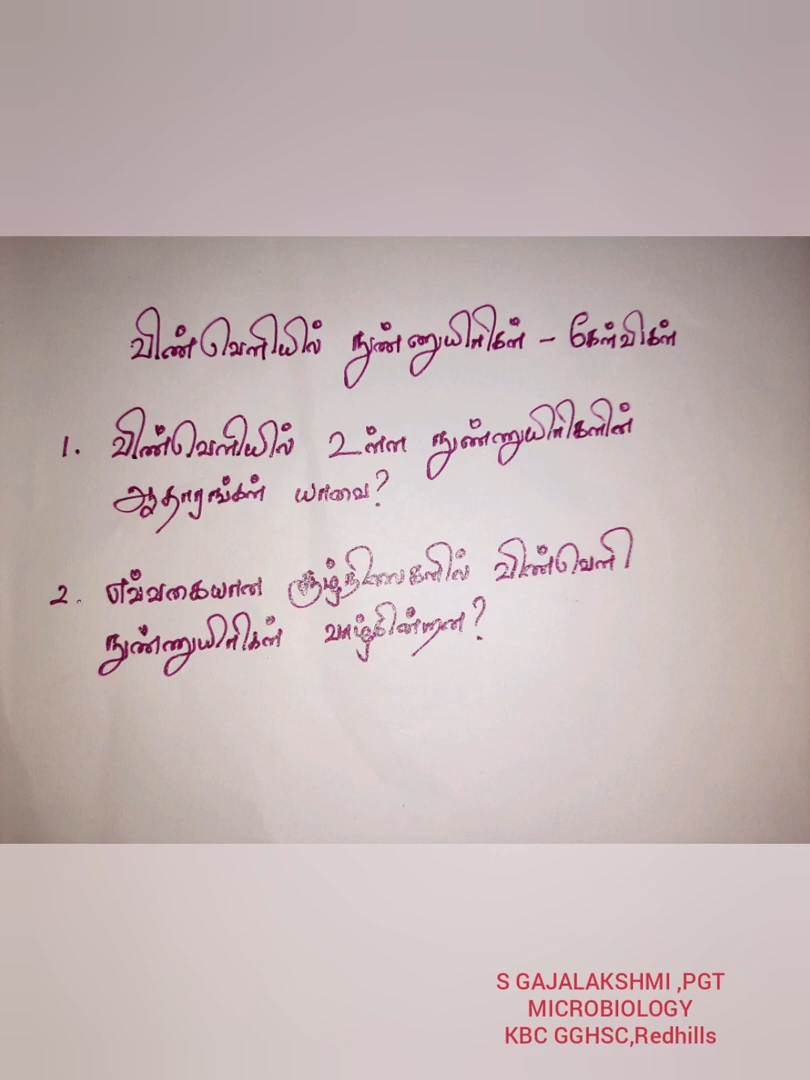 விண்வெளியில் நுண்ணுயிரிகள் - கேள்விகள்
1. விண்வெளியில் உள்ள நுண்ணுயிரிகளின்
ஆதாரங்கள் யாவை?
2. எவ்வகையான சூழ்நிலைகளில் விண்வெளி
நுண்ணுயிரிகள் வாழ்கின்றன?
S GAJALAKSHMI ,PGT
MICROBIOLOGY
KBC GGHSC,Redhills